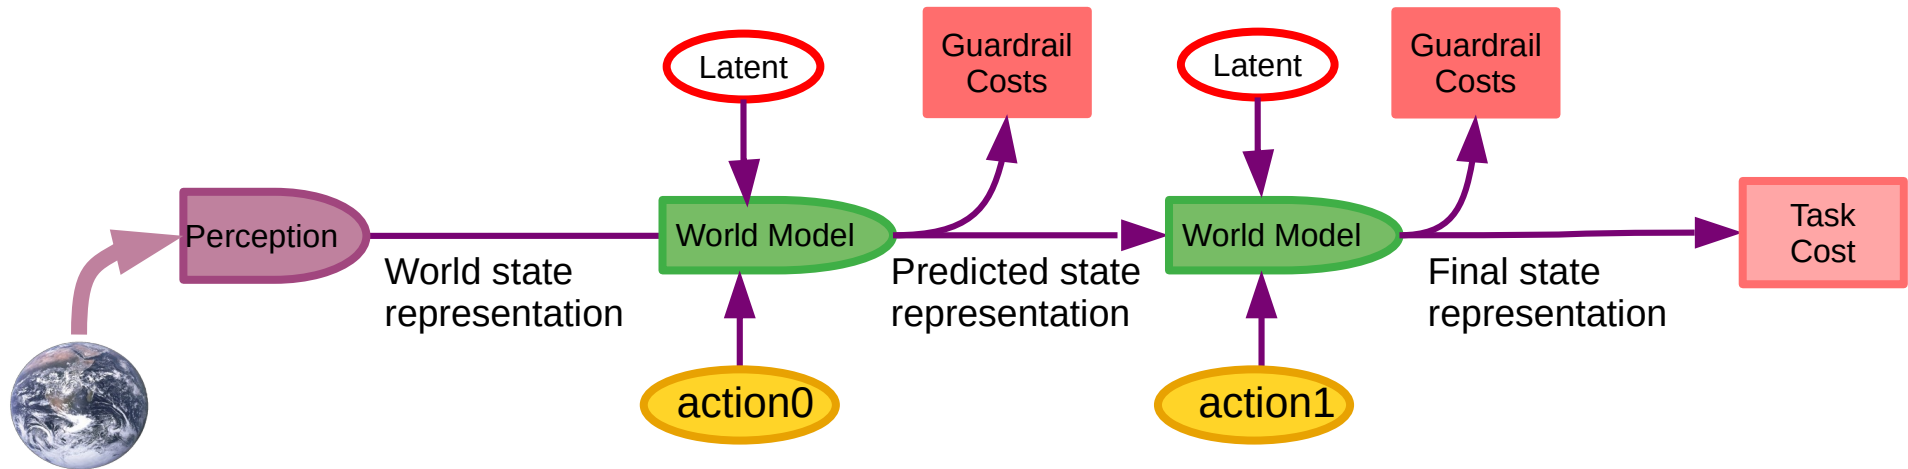 Latent
Guardrail
Costs
Latent
Guardrail
Costs
Perception
World Model
World Model
Task
Cost
World state
representation
Predicted state
representation
Final state
representation
action0
action1